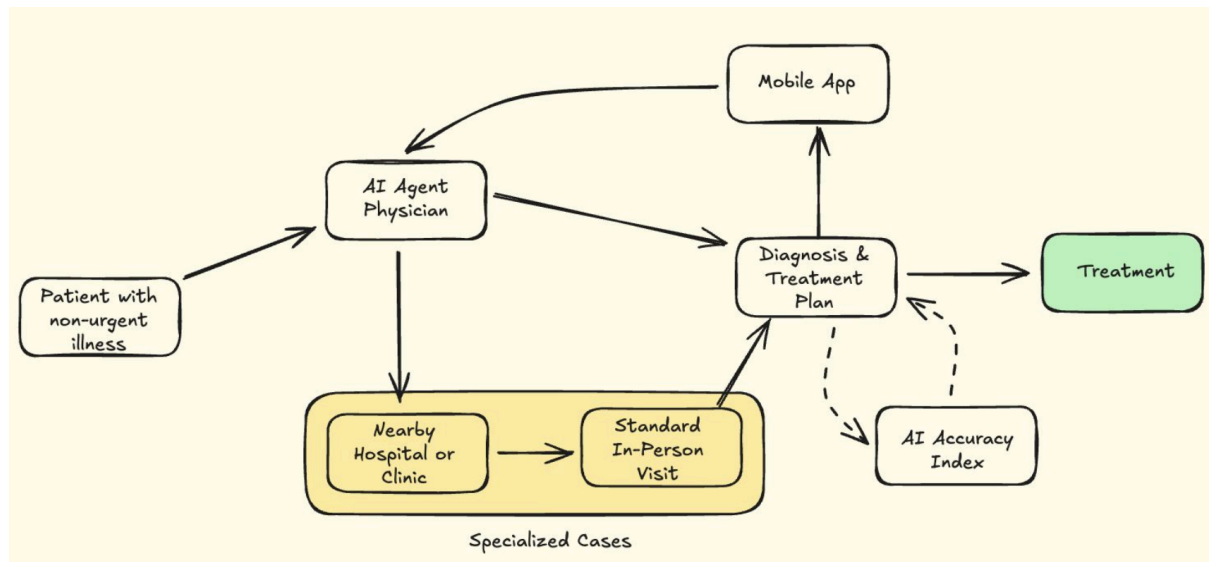 Mobile App
AI Agent
Physician
Patient with
non-urgent
illness
Diagnosis &
Treatment
Plan
Treatment
Nearby
Hospital or
Clinic
Standard
In-Person
Visit
AI Accuracy
Index
Specialized Cases